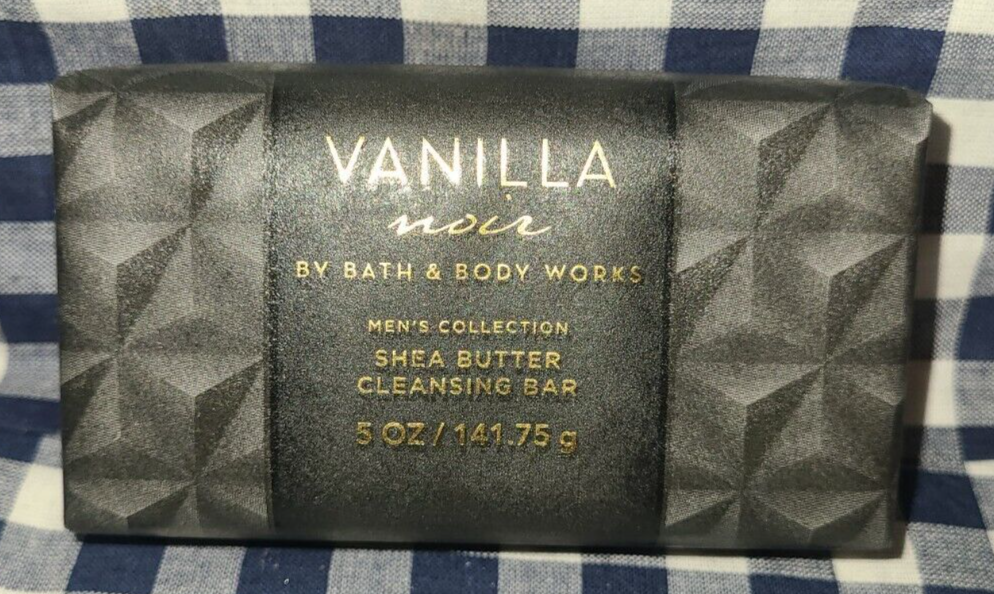 VANILLA
noir
BY BATH & BODY WORKS
MEN'S COLLECTION
SHEA BUTTER
CLEANSING BAR
5 OZ / 141.75 g